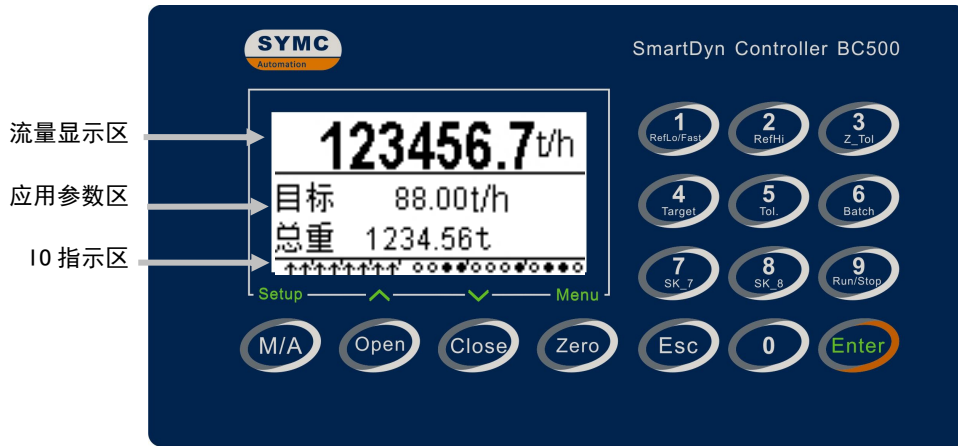 SYMC
Automation
SmartDyn Controller BC500
流量显示区
应用参数区
IO 指示区
123456.7t/h
目标 88.00t/h
总重 1234.56t
Setup Menu
1
RefLo/Fast
2
RefHi
3
Z_Tol
4
Target
5
Tol.
6
Batch
7
SK_7
8
SK_8
9
Run/Stop
M/A Open Close Zero Esc 0 Enter